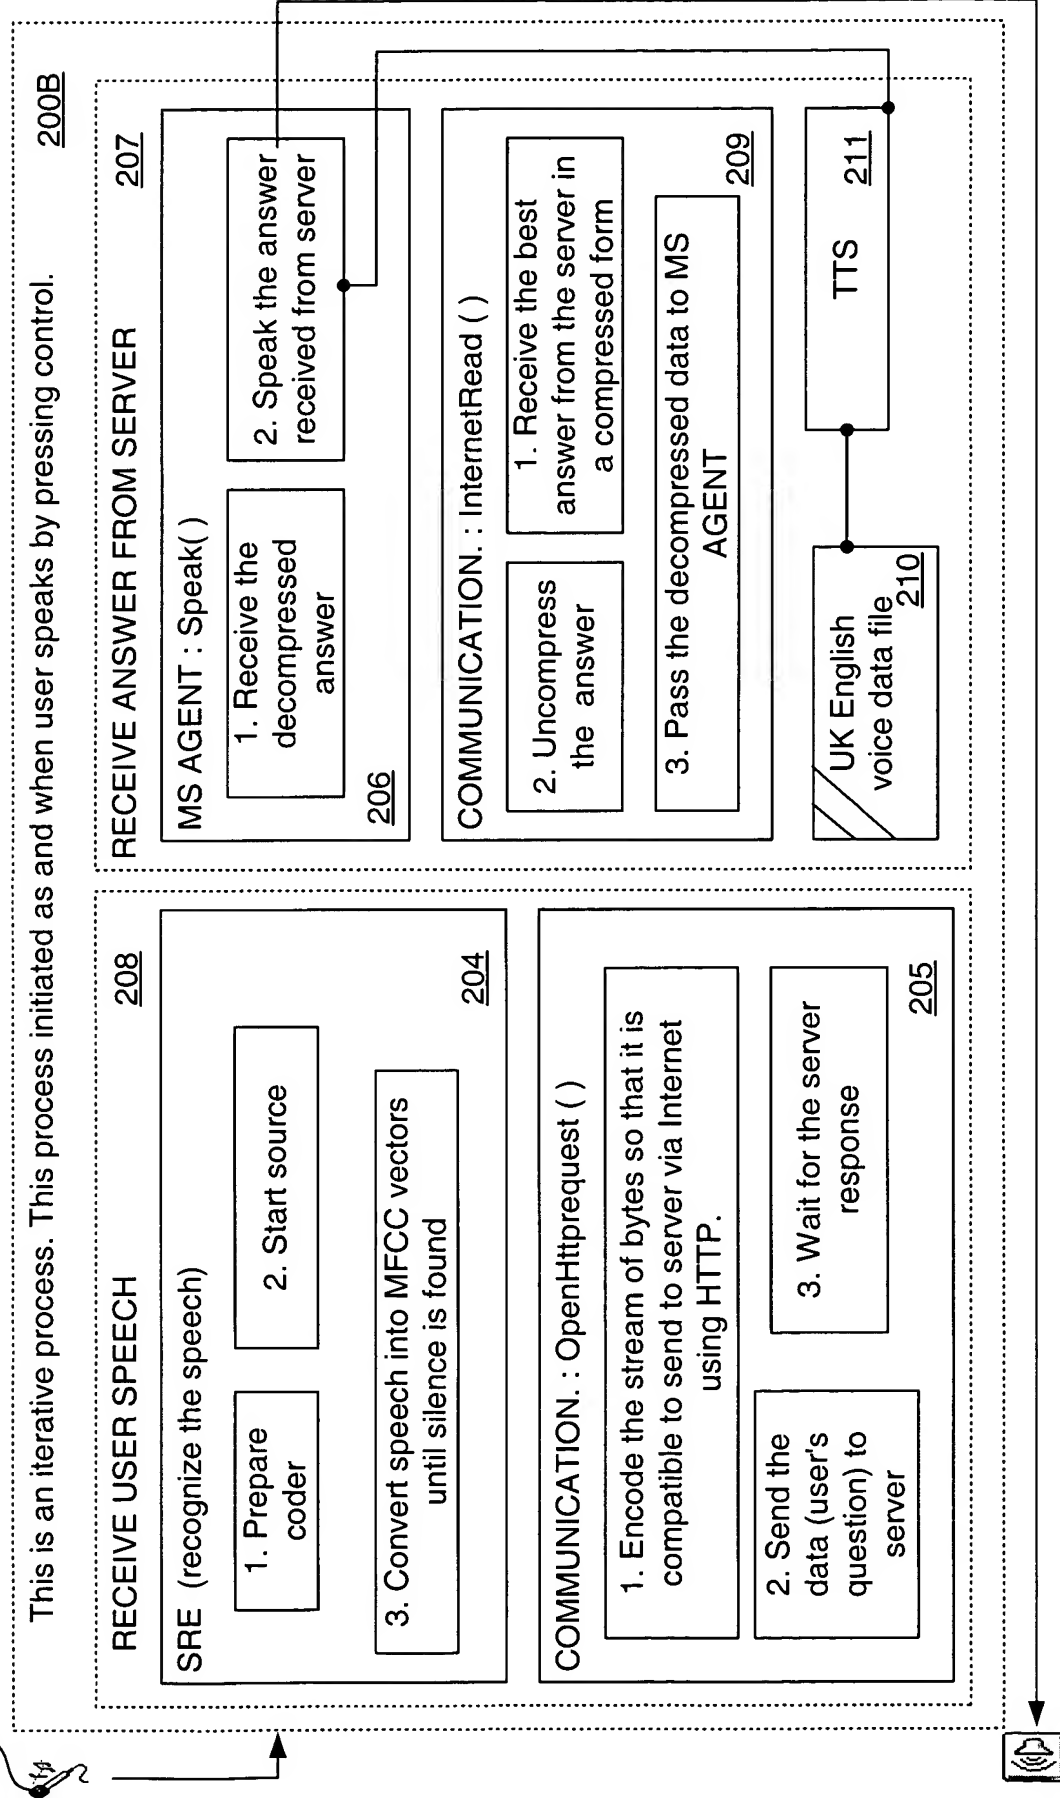 This is an iterative process. This process initiated as and when user speaks by pressing control.
200B
RECEIVE USER SPEECH
208
SRE (recognize the speech)
1. Prepare
coder
2. Start source
3. Convert speech into MFCC vectors
until silence is found
204
COMMUNICATION. : OpenHttprequest ( )
1. Encode the stream of bytes so that it is
compatible to send to server via Internet
using HTTP.
2. Send the
data (user's
question) to
server
3. Wait for the server
response
205
RECEIVE ANSWER FROM SERVER
207
MS AGENT : Speak( )
1. Receive the
decompressed
answer
2. Speak the answer
received from server
206
COMMUNICATION. : InternetRead ( )
2. Uncompress
the answer
1. Receive the best
answer from the server in
a compressed form
3. Pass the decompressed data to MS
AGENT
209
UK English
voice data file
210
TTS
211